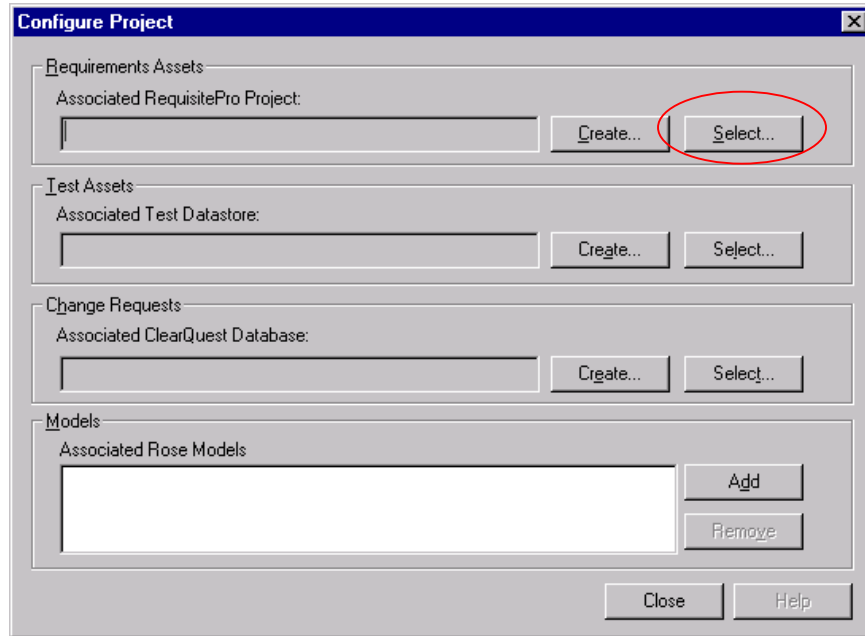 Configure Project
Requirements Assets
Associated RequisitePro Project:
Create... Select...
Test Assets
Associated Test Datastore:
Create... Select...
Change Requests
Associated ClearQuest Database:
Create... Select...
Models
Associated Rose Models
Add
Remove
Close Help